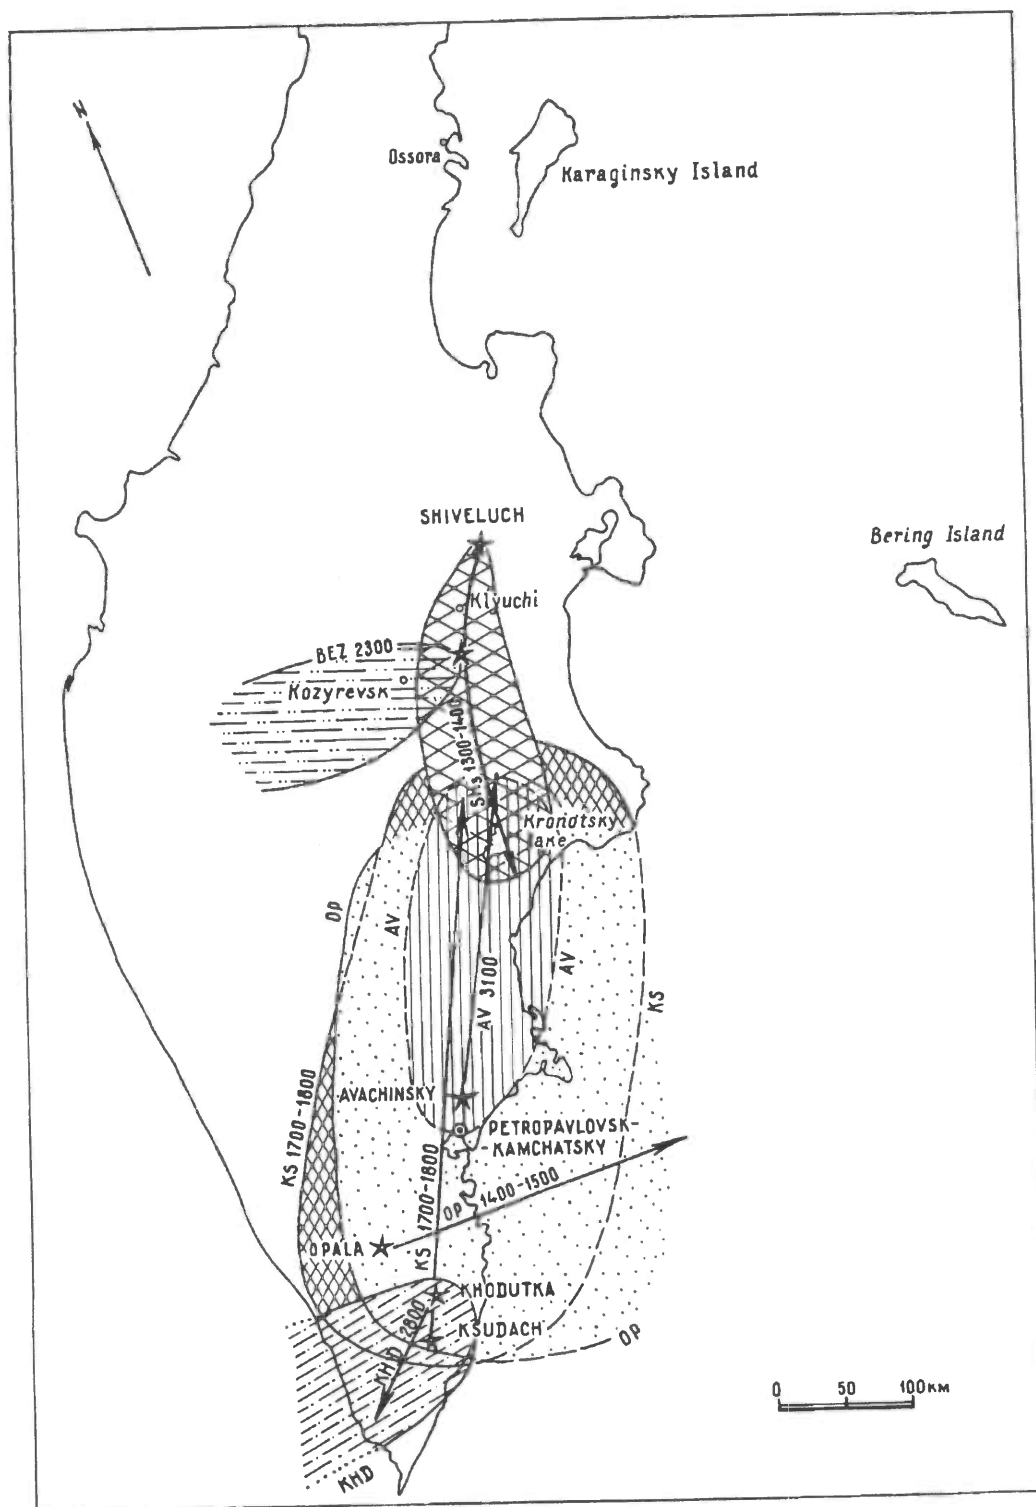 N
Ossora
Karaginsky Island
SHIVELUCH
Bering Island
Klyuchi
BEZ 2300
Kozyrevsk
SHs 1300-1400
Kronotsky
ake
OP
AV
AV 3100
AV
KS
KS 1700-1800
AVACHINSKY
PETROPAVLOVSK-
-KAMCHATSKY
KS 1700-1800
OP 1400-1500
OPALA
KHODUTKA
KSUDACH
KHD 2800
OP
KHD
0 50 100км